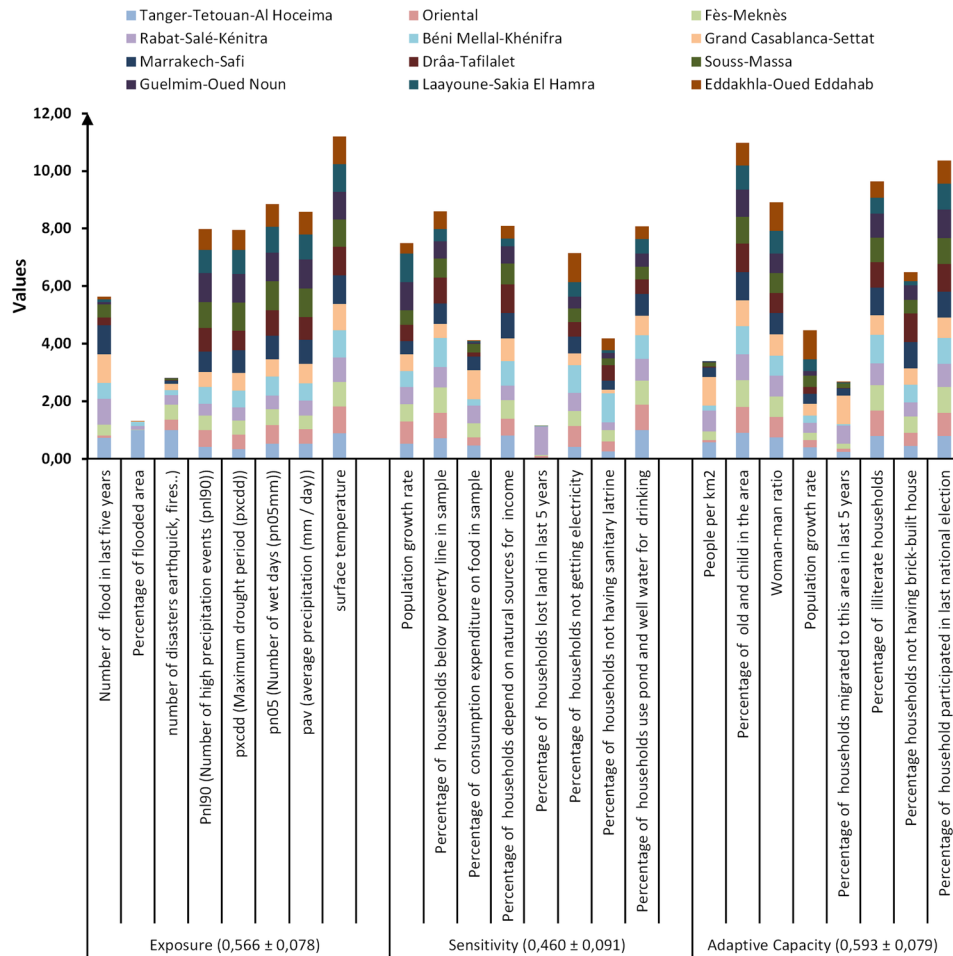 Tanger-Tetouan-Al Hoceima
Oriental
Fès-Meknès
Rabat-Salé-Kénitra
Béni Mellal-Khénifra
Grand Casablanca-Settat
Marrakech-Safi
Drâa-Tafilalet
Souss-Massa
Guelmim-Oued Noun
Laayoune-Sakia El Hamra
Eddakhla-Oued Eddahab
Values
12,00
10,00
8,00
6,00
4,00
2,00
0,00
Number of flood in last five years
Percentage of flooded area
number of disasters earthquick, fires..)
Pnl90 (Number of high precipitation events (pnl90))
pxcdd (Maximum drought period (pxcdd))
pn05 (Number of wet days (pn05mm))
pav (average precipitation (mm / day))
surface temperature
Population growth rate
Percentage of households below poverty line in sample
Percentage of consumption expenditure on food in sample
Percentage of households depend on natural sources for income
Percentage of households lost land in last 5 years
Percentage of households not getting electricity
Percentage of households not having sanitary latrine
Percentage of households use pond and well water for drinking
People per km2
Percentage of old and child in the area
Woman-man ratio
Population growth rate
Percentage of households migrated to this area in last 5 years
Percentage of illiterate households
Percentage households not having brick-built house
Percentage of household participated in last national election
Exposure (0,566 ± 0,078)
Sensitivity (0,460 ± 0,091)
Adaptive Capacity (0,593 ± 0,079)